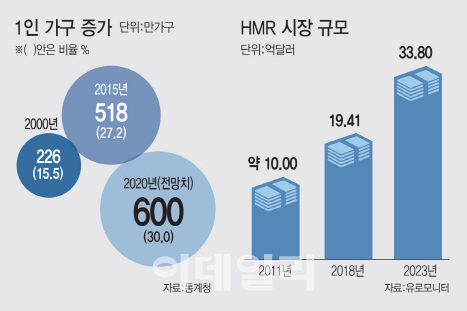 1인 가구 증가 단위:만가구
※( )안은 비율 %
2000년
226
(15.5)
2015년
518
(27.2)
2020년(전망치)
600
(30.0)
자료:통계청
HMR 시장 규모
단위:억달러
약 10.00
19.41
33.80
2011년
2018년
2023년
자료:유로모니터
이데일리